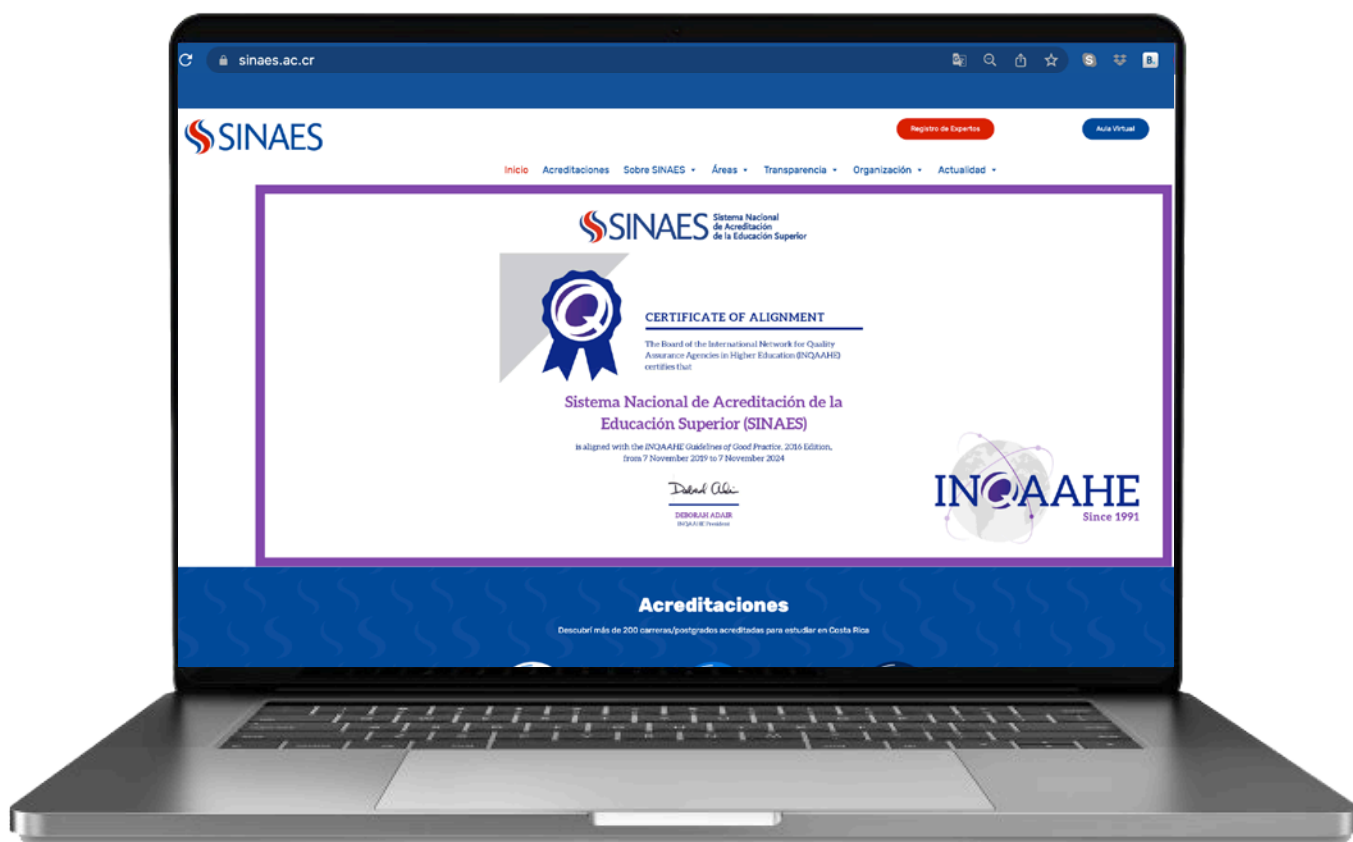 sinaes.ac.cr
SINAES
Registro de Expertos
Aula Virtual
Inicio Acreditaciones Sobre SINAES Áreas Transparencia Organización Actualidad
SINAES Sistema Nacional
de Acreditación
de la Educación Superior
CERTIFICATE OF ALIGNMENT
The Board of the International Network for Quality
Assurance Agencies in Higher Education (INQAAHE)
certifies that
Sistema Nacional de Acreditación de la
Educación Superior (SINAES)
is aligned with the INQAAHE Guidelines of Good Practice, 2016 Edition,
from 7 November 2019 to 7 November 2024
DEBORAH ADAIR
INQAAHE President
INQAAHE
Since 1991
Acreditaciones
Descubrí más de 200 carreras/postgrados acreditadas para estudiar en Costa Rica